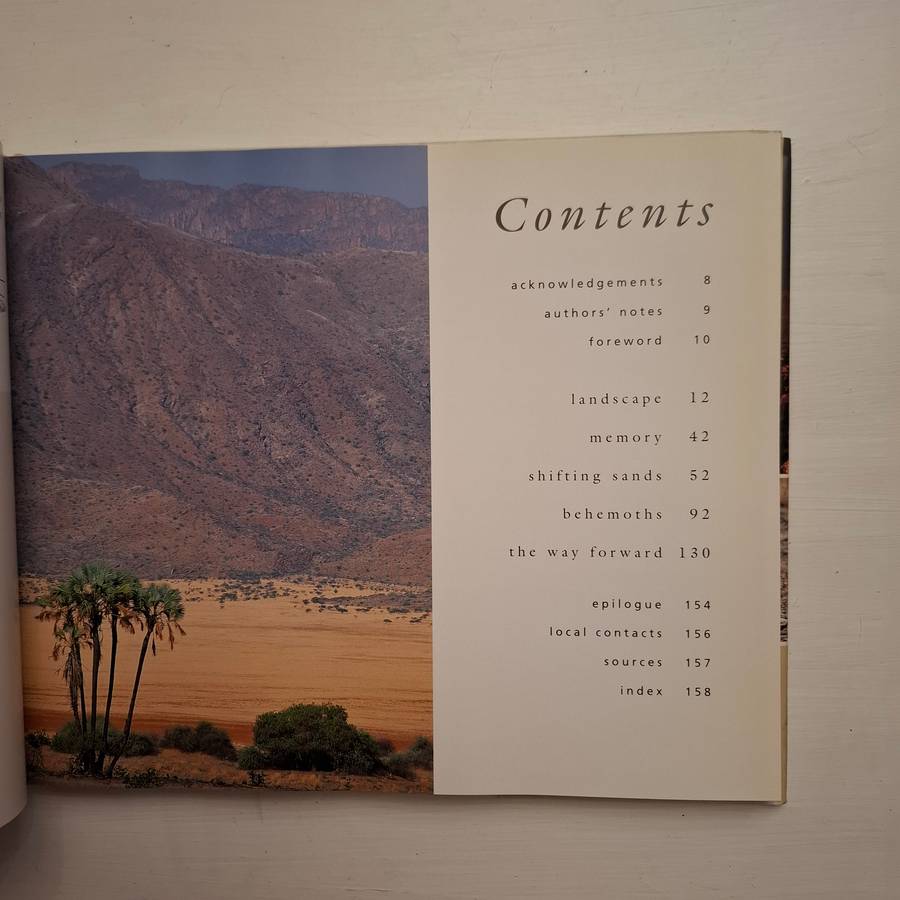 Contents
acknowledgements 8
authors' notes 9
foreword 10
landscape 12
memory 42
shifting sands 52
behemoths 92
the way forward 130
epilogue 154
local contacts 156
sources 157
index 158